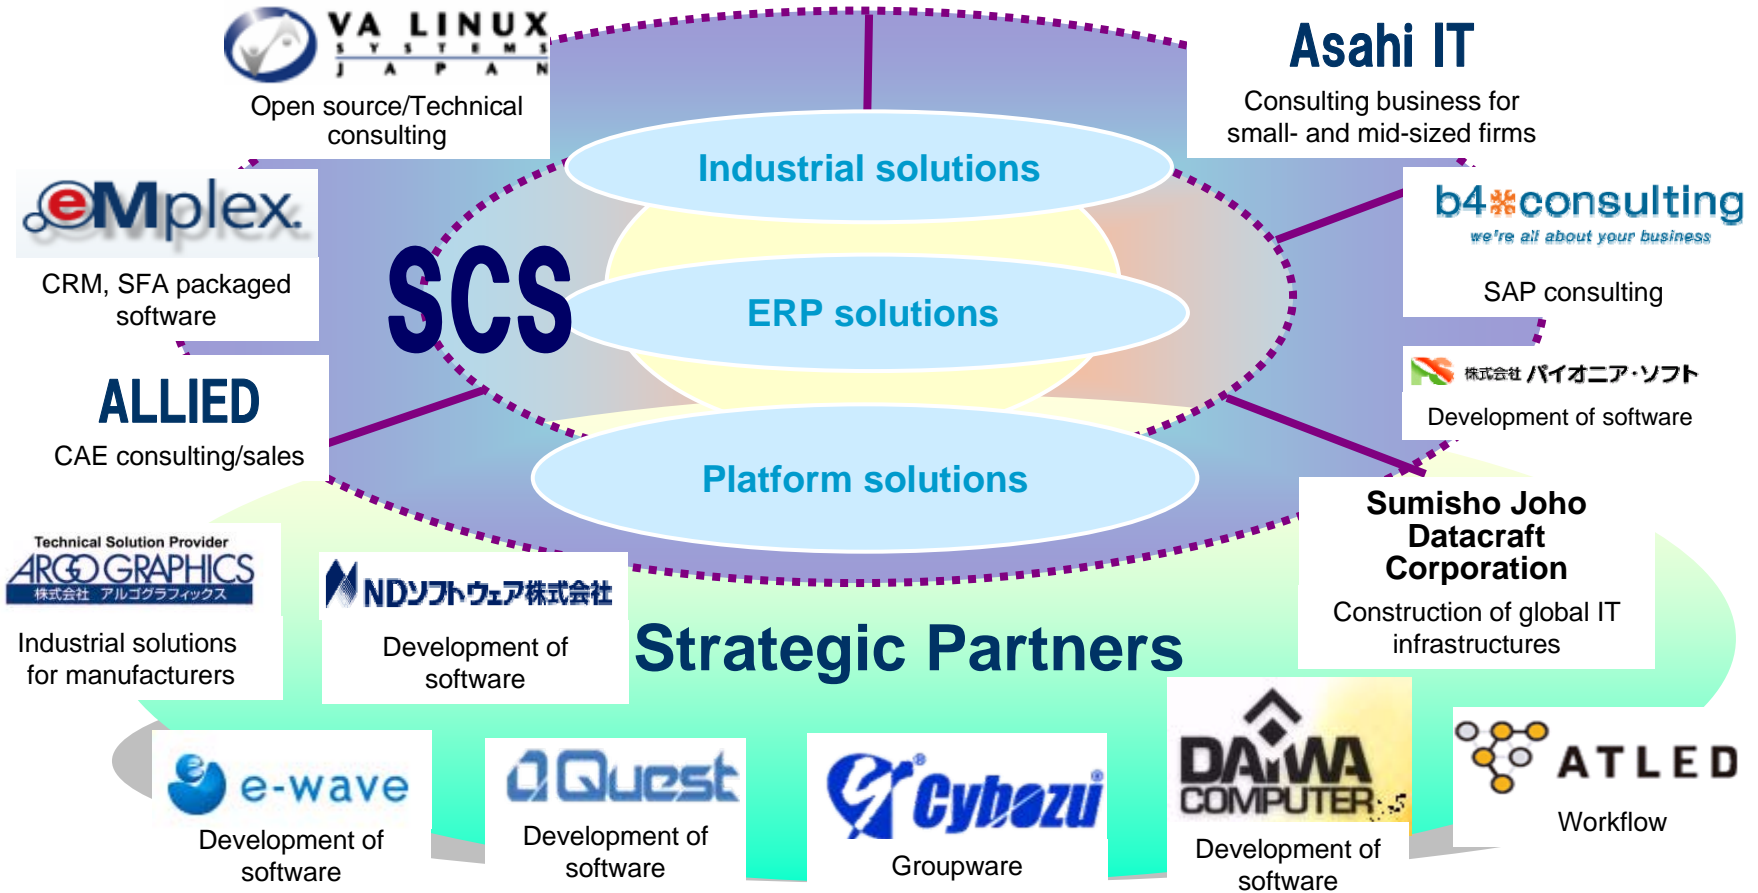 VA LINUX
SYSTEMS
JAPAN
Open source/Technical
consulting
Asahi IT
Consulting business for
small- and mid-sized firms
Industrial solutions
eMplex.
CRM, SFA packaged
software
b4consulting
we're all about your business
SAP consulting
SCS
ERP solutions
ALLIED
CAE consulting/sales
株式会社 パイオニア・ソフト
Development of software
Platform solutions
Technical Solution Provider
ARGO GRAPHICS
株式会社 アルゴグラフィックス
Industrial solutions
for manufacturers
NDソフトウェア株式会社
Development of
software
Strategic Partners
Sumisho Joho
Datacraft
Corporation
Construction of global IT
infrastructures
e-wave
Development of
software
Quest
Development of
software
Cybozu
Groupware
DAiWA
COMPUTER
Development of
software
ATLED
Workflow